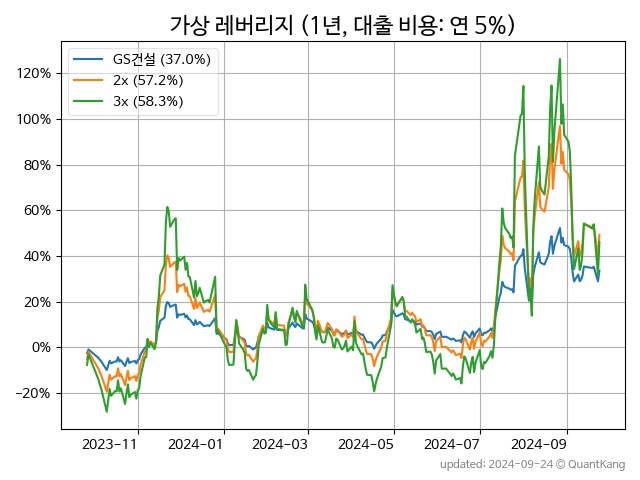 가상 레버리지 (1년, 대출 비용: 연 5%)
GS건설 (37.0%)
2x (57.2%)
3x (58.3%)
120%
100%
80%
60%
40%
20%
0%
−20%
2023-11
2024-01
2024-03
2024-05
2024-07
2024-09
updated: 2024-09-24 © QuantKang